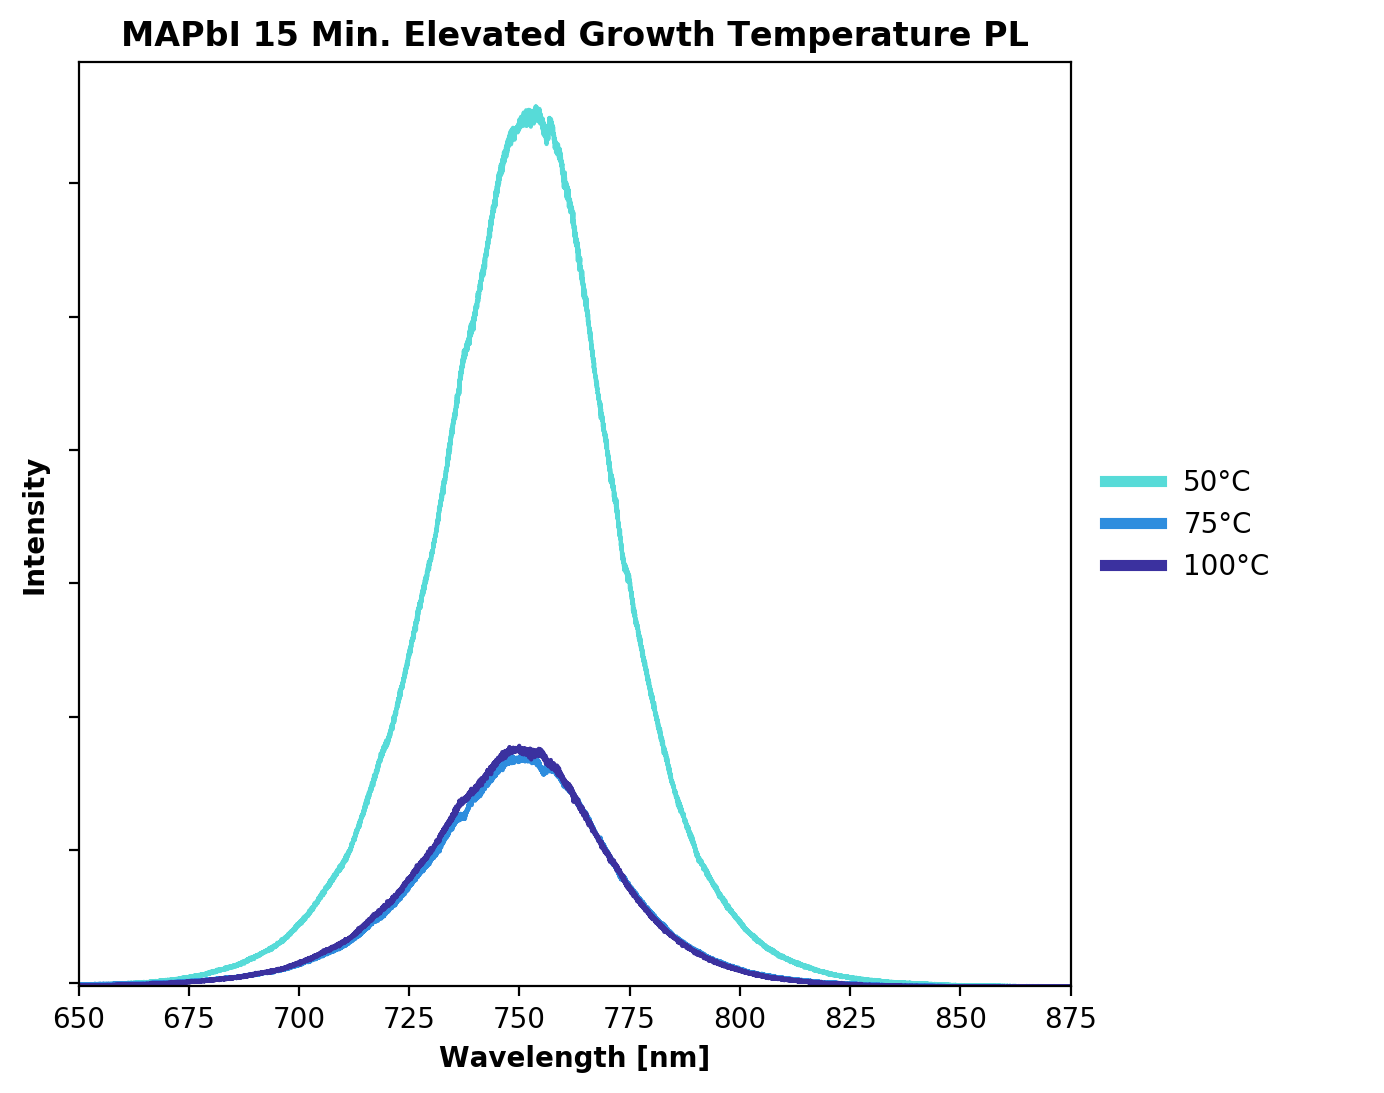 MAPbI 15 Min. Elevated Growth Temperature PL
Intensity
50°C
75°C
100°C
650 675 700 725 750 775 800 825 850 875
Wavelength [nm]